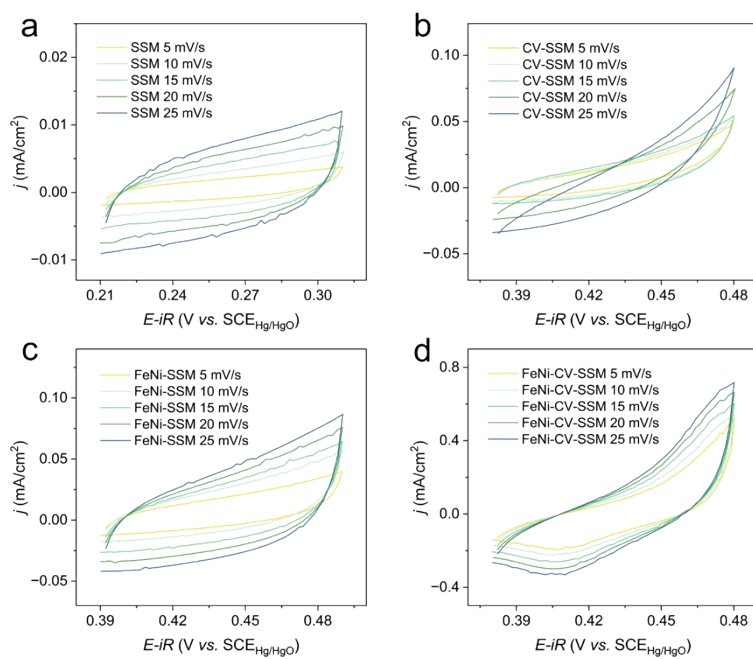 a
SSM 5 mV/s
SSM 10 mV/s
SSM 15 mV/s
SSM 20 mV/s
SSM 25 mV/s
0.02
0.01
0.00
−0.01
j (mA/cm²)
0.21 0.24 0.27 0.30
E-iR (V vs. SCE_Hg/HgO)
b
CV-SSM 5 mV/s
CV-SSM 10 mV/s
CV-SSM 15 mV/s
CV-SSM 20 mV/s
CV-SSM 25 mV/s
0.10
0.05
0.00
−0.05
j (mA/cm²)
0.39 0.42 0.45 0.48
E-iR (V vs. SCE_Hg/HgO)
c
FeNi-SSM 5 mV/s
FeNi-SSM 10 mV/s
FeNi-SSM 15 mV/s
FeNi-SSM 20 mV/s
FeNi-SSM 25 mV/s
0.10
0.05
0.00
−0.05
j (mA/cm²)
0.39 0.42 0.45 0.48
E-iR (V vs. SCE_Hg/HgO)
d
FeNi-CV-SSM 5 mV/s
FeNi-CV-SSM 10 mV/s
FeNi-CV-SSM 15 mV/s
FeNi-CV-SSM 20 mV/s
FeNi-CV-SSM 25 mV/s
0.8
0.4
0.0
−0.4
j (mA/cm²)
0.39 0.42 0.45 0.48
E-iR (V vs. SCE_Hg/HgO)